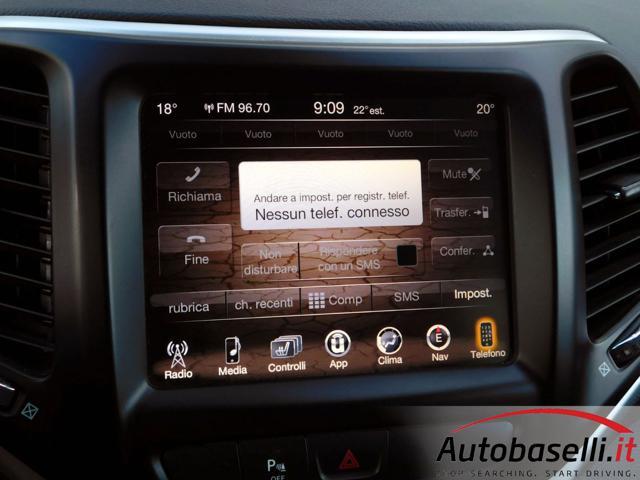 18° FM 96.70 9:09 22°est. 20°
Vuoto Vuoto Vuoto Vuoto Vuoto
Richiama
Andare a impost. per registr. telef.
Nessun telef. connesso
Mute
Trasfer.
Fine
Non disturbare
Rispondere con un SMS
Confer.
rubrica ch. recenti Comp SMS Impost.
Radio Media Controlli App Clima E Nav Telefono
P OFF
Autobaselli.it
STOP SEARCHING. START DRIVING.